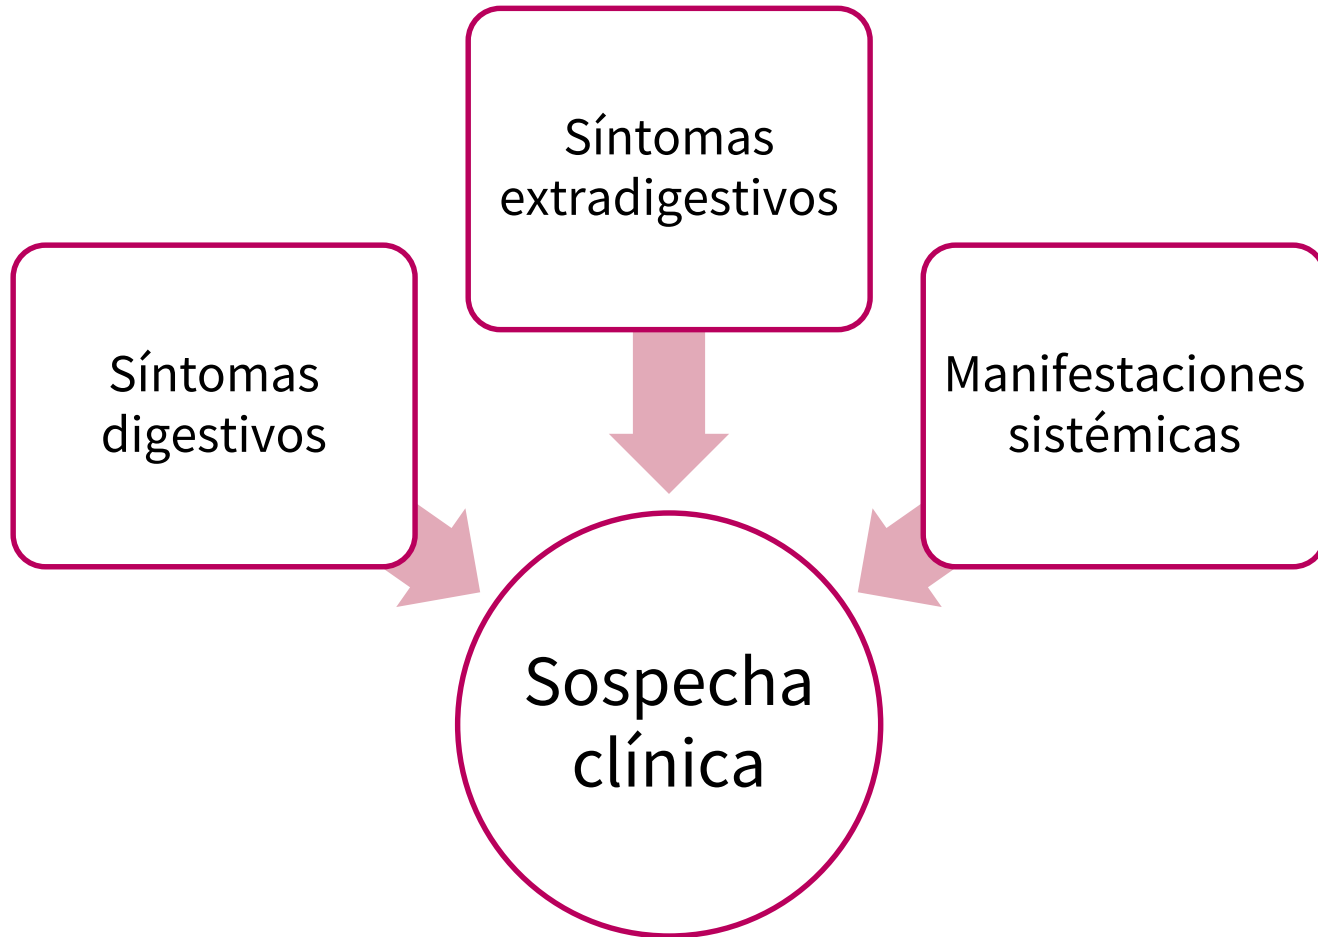 Síntomas
extradigestivos
Síntomas
digestivos
Manifestaciones
sistémicas
Sospecha
clínica